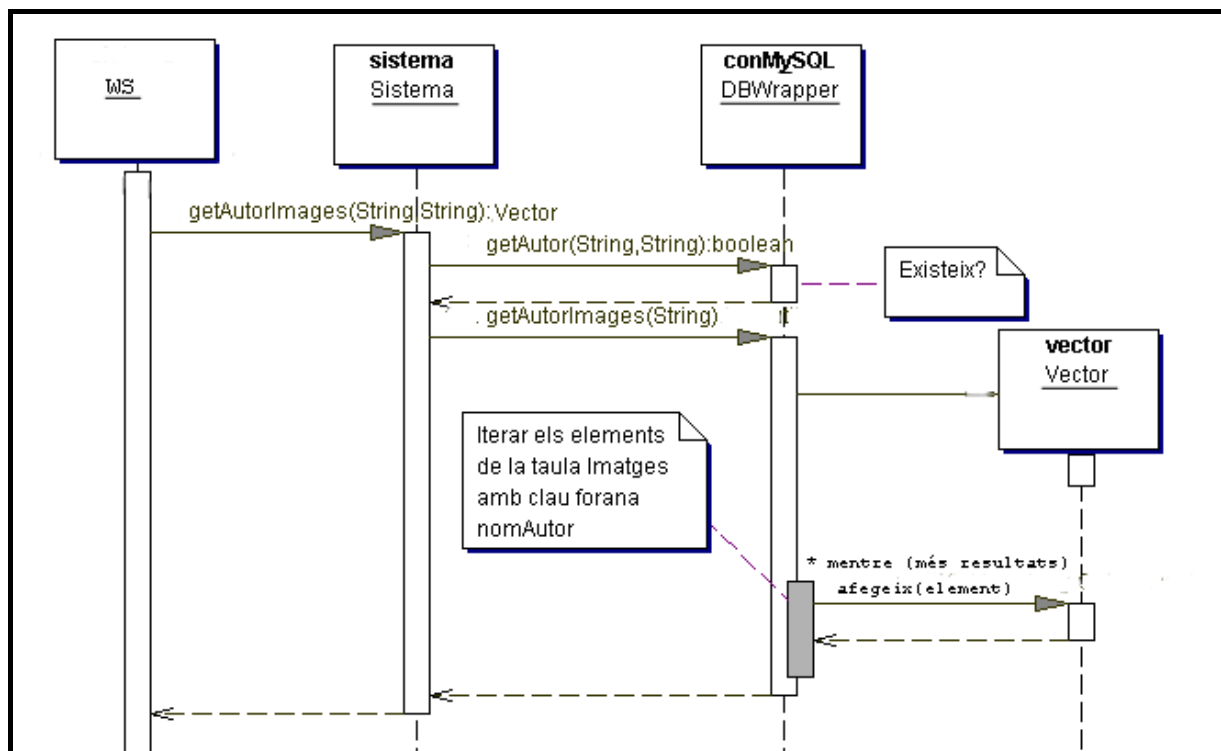 WS
sistema
Sistema
conMySQL
DBWrapper
getAutorImages(String,String):Vector
getAutor(String,String):boolean
Existeix?
getAutorImages(String)
vector
Vector
Iterar els elements
de la taula Imatges
amb clau forana
nomAutor
* mentre (més resultats)
afegeix(element)